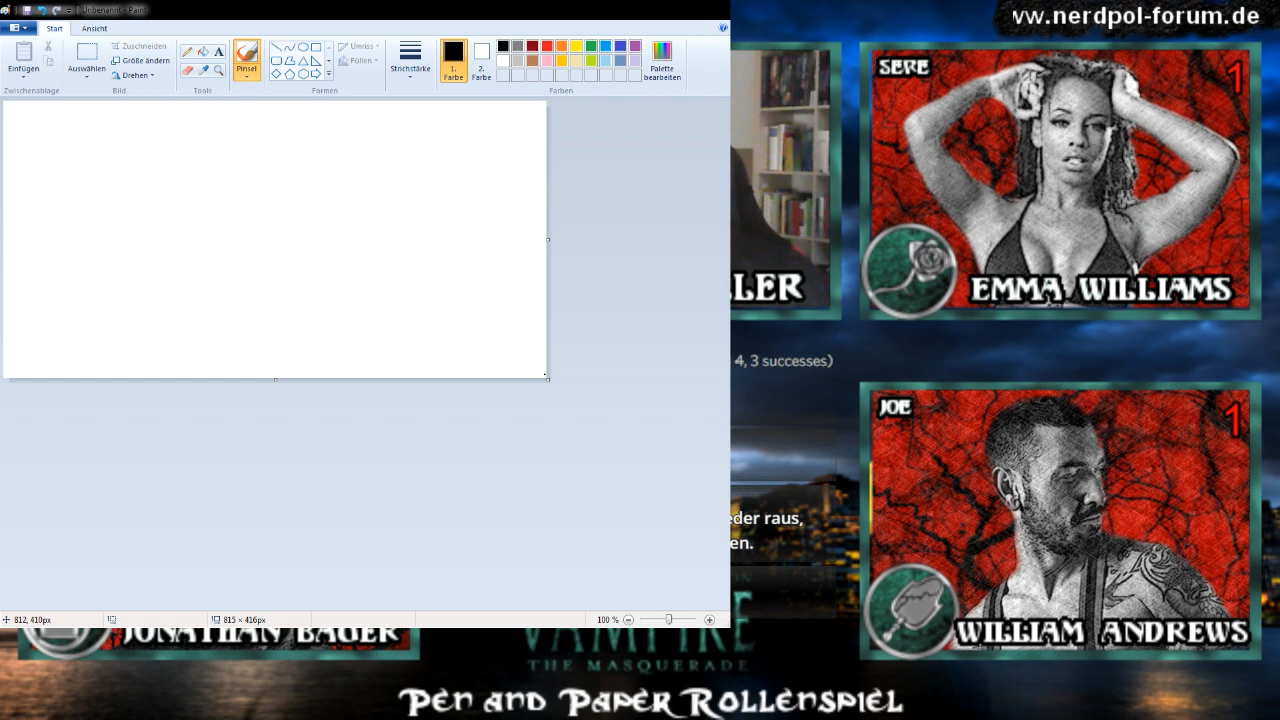 Unbenannt - Paint
Start
Ansicht
Einfügen
Auswählen
Zuschneiden
Größe ändern
Drehen
Pinsel
Umriss
Füllen
Strichstärke
1. Farbe
2. Farbe
Palette bearbeiten
Zwischenablage
Bild
Tools
Formen
Farben
ww.nerdpol-forum.de
SERE
1
EMMA WILLIAMS
LLER
4, 3 successes)
JOE
1
WILLIAM ANDREWS
eder raus,
en.
812, 410px
815 × 416px
100 %
JONATHAN BAGER
VAMPIRE
THE MASQUERADE
PEN AND PAPER ROLLENSPIEL